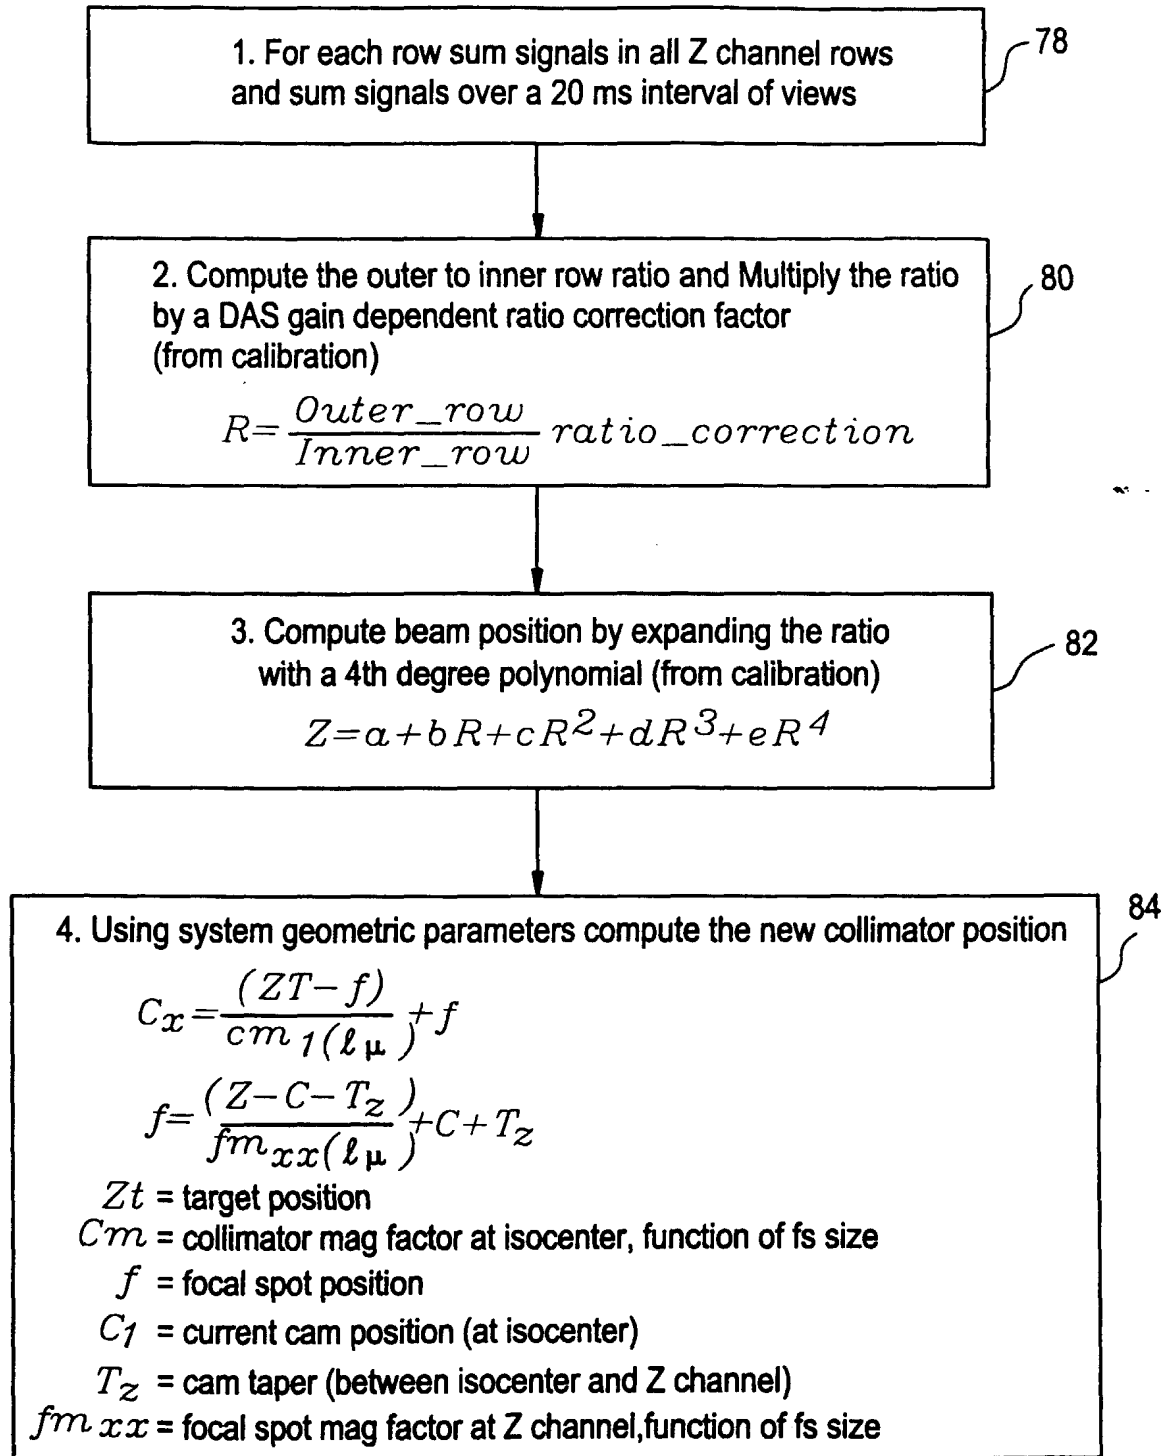 1. For each row sum signals in all Z channel rows
and sum signals over a 20 ms interval of views
78
2. Compute the outer to inner row ratio and Multiply the ratio
by a DAS gain dependent ratio correction factor
(from calibration)
R=Outer_row/Inner_row ratio_correction
80
3. Compute beam position by expanding the ratio
with a 4th degree polynomial (from calibration)
Z=a+bR+cR²+dR³+eR⁴
82
84
4. Using system geometric parameters compute the new collimator position
Cx=(ZT-f)/cm1(ℓμ)+f
f=(Z-C-Tz)/fmxx(ℓμ)+C+Tz
Zt = target position
Cm = collimator mag factor at isocenter, function of fs size
f = focal spot position
C1 = current cam position (at isocenter)
Tz = cam taper (between isocenter and Z channel)
fmxx = focal spot mag factor at Z channel,function of fs size